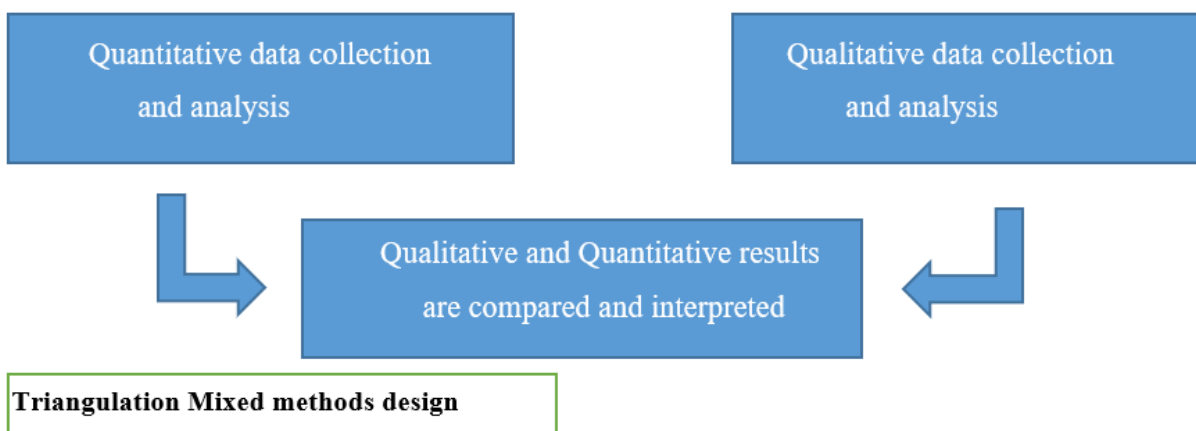 Quantitative data collection
and analysis
Qualitative data collection
and analysis
Qualitative and Quantitative results
are compared and interpreted
Triangulation Mixed methods design